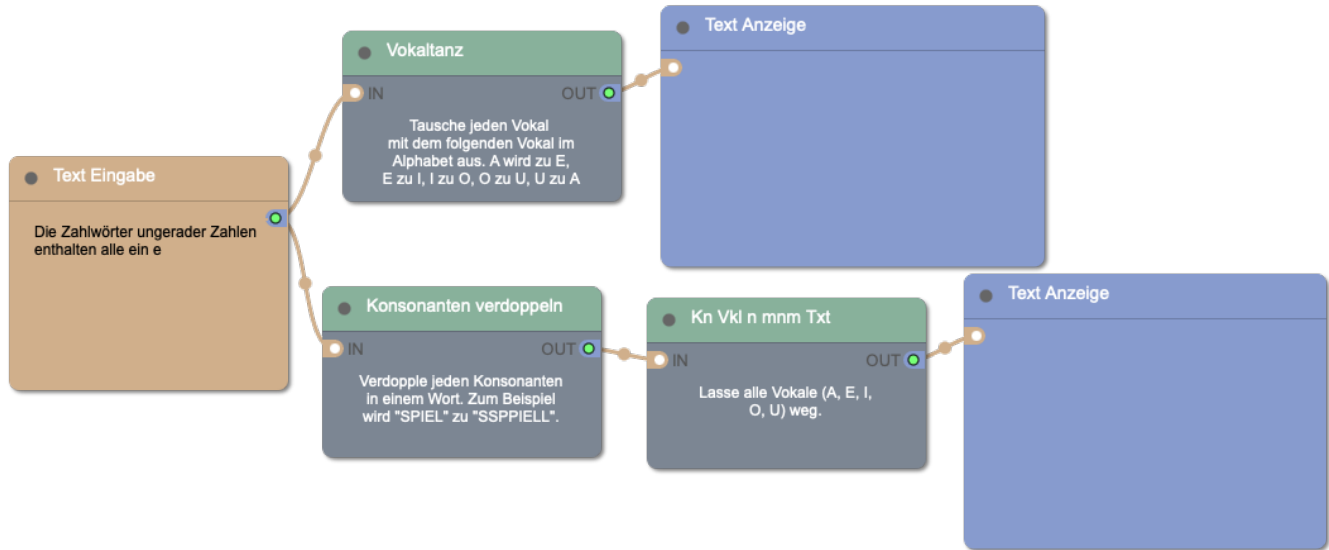 Text Eingabe
Die Zahlwörter ungerader Zahlen
enthalten alle ein e
Vokaltanz
IN
OUT
Tausche jeden Vokal
mit dem folgenden Vokal im
Alphabet aus. A wird zu E,
E zu I, I zu O, O zu U, U zu A
Text Anzeige
Konsonanten verdoppeln
IN
OUT
Verdopple jeden Konsonanten
in einem Wort. Zum Beispiel
wird "SPIEL" zu "SSPPIELL".
Kn Vkl n mnm Txt
IN
OUT
Lasse alle Vokale (A, E, I,
O, U) weg.
Text Anzeige